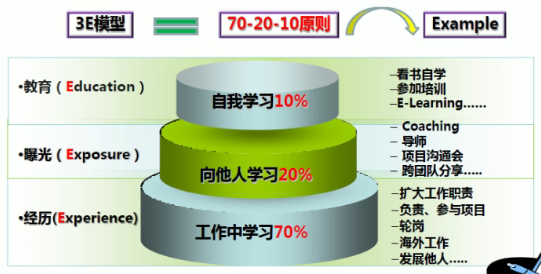 3E模型
70-20-10原则
Example
•教育（Education）
自我学习10%
–看书自学
–参加培训
–E-Learning……
•曝光（Exposure）
向他人学习20%
– Coaching
– 导师
– 项目沟通会
– 跨团队分享…..
•经历(Experience)
工作中学习70%
–扩大工作职责
–负责、参与项目
–轮岗
–海外工作
–发展他人…..